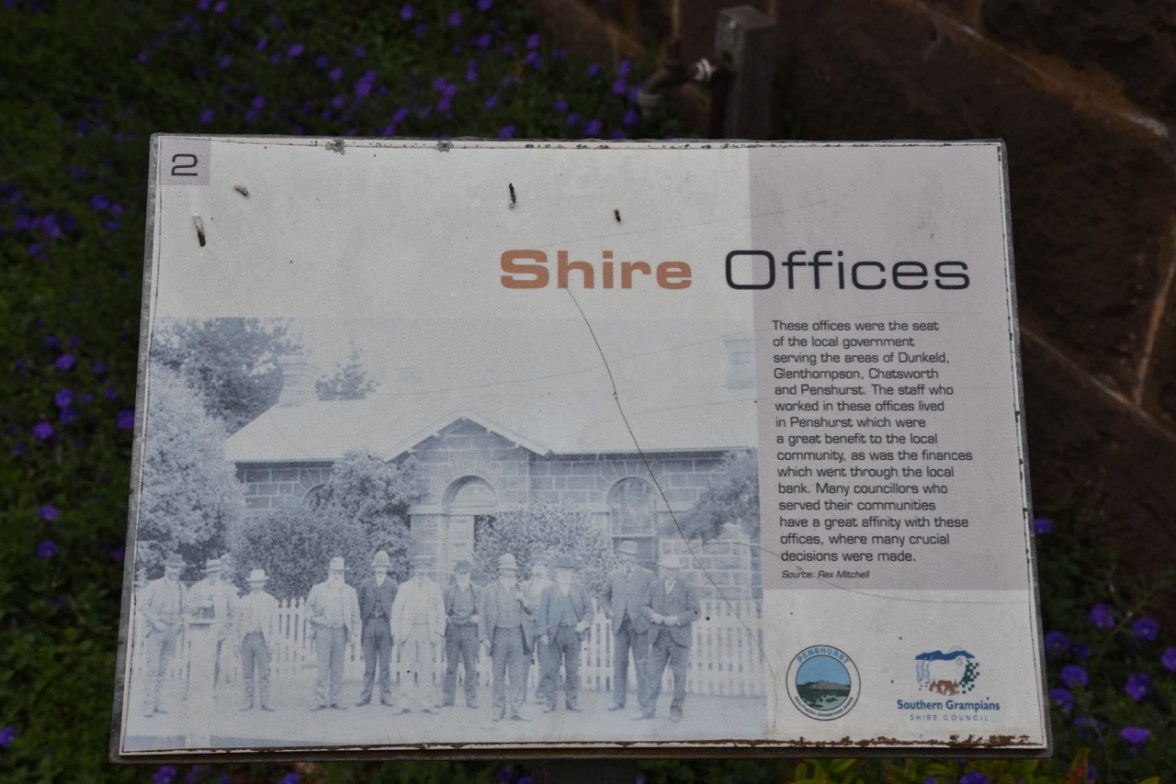 2
Shire Offices
These offices were the seat
of the local government
serving the areas of Dunkeld,
Glenthompson, Chatsworth
and Penshurst. The staff who
worked in these offices lived
in Penshurst which were
a great benefit to the local
community, as was the finances
which went through the local
bank. Many councillors who
served their communities
have a great affinity with these
offices, where many crucial
decisions were made.
Source: Rex Mitchell
PENSHURST
Southern Grampians
SHIRE COUNCIL